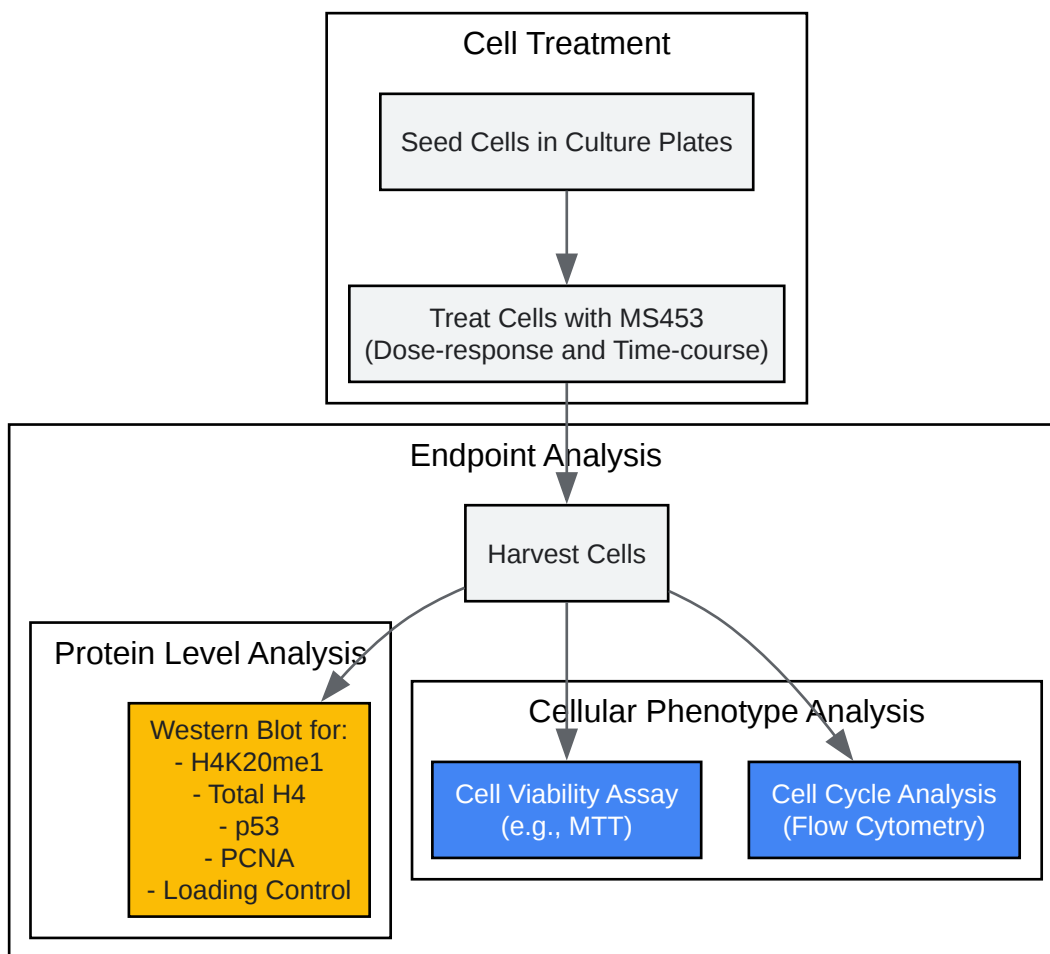 Cell Treatment
Seed Cells in Culture Plates
Treat Cells with MS453
(Dose-response and Time-course)
Endpoint Analysis
Harvest Cells
Protein Level Analysis
Western Blot for:
- H4K20me1
- Total H4
- p53
- PCNA
- Loading Control
Cellular Phenotype Analysis
Cell Viability Assay
(e.g., MTT)
Cell Cycle Analysis
(Flow Cytometry)